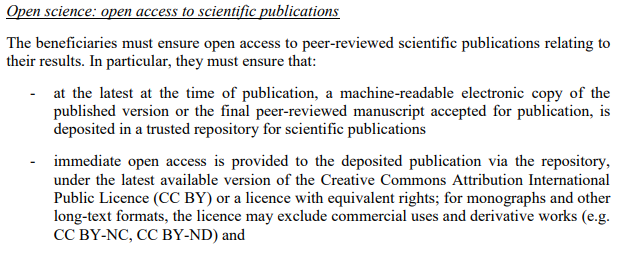 Open science: open access to scientific publications
The beneficiaries must ensure open access to peer-reviewed scientific publications relating to
their results. In particular, they must ensure that:
- at the latest at the time of publication, a machine-readable electronic copy of the
published version or the final peer-reviewed manuscript accepted for publication, is
deposited in a trusted repository for scientific publications
- immediate open access is provided to the deposited publication via the repository,
under the latest available version of the Creative Commons Attribution International
Public Licence (CC BY) or a licence with equivalent rights; for monographs and other
long-text formats, the licence may exclude commercial uses and derivative works (e.g.
CC BY-NC, CC BY-ND) and